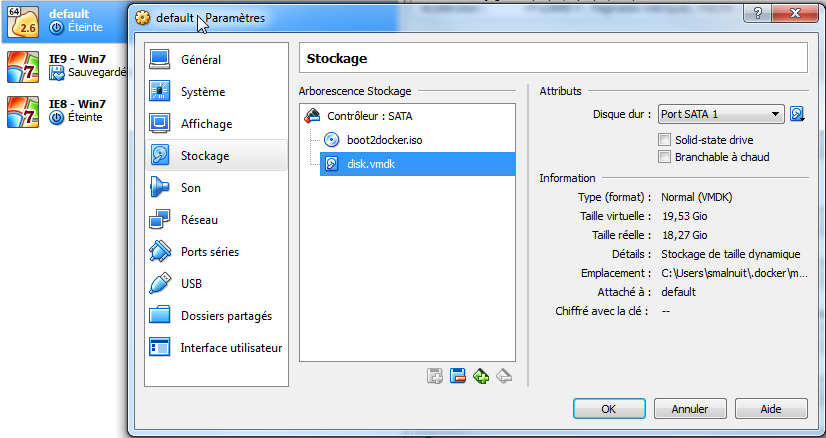 64
2.6
default
Éteinte
IE9 - Win7
Sauvegardé
IE8 - Win7
Éteinte
default - Paramètres
Général
Système
Affichage
Stockage
Son
Réseau
Ports séries
USB
Dossiers partagés
Interface utilisateur
Stockage
Arborescence Stockage
Contrôleur : SATA
boot2docker.iso
disk.vmdk
Attributs
Disque dur : Port SATA 1
Solid-state drive
Branchable à chaud
Information
Type (format) : Normal (VMDK)
Taille virtuelle : 19,53 Gio
Taille réelle : 18,27 Gio
Détails : Stockage de taille dynamique
Emplacement : C:\Users\smalnuit\.docker\m...
Attaché à : default
Chiffré avec la clé : --
OK
Annuler
Aide